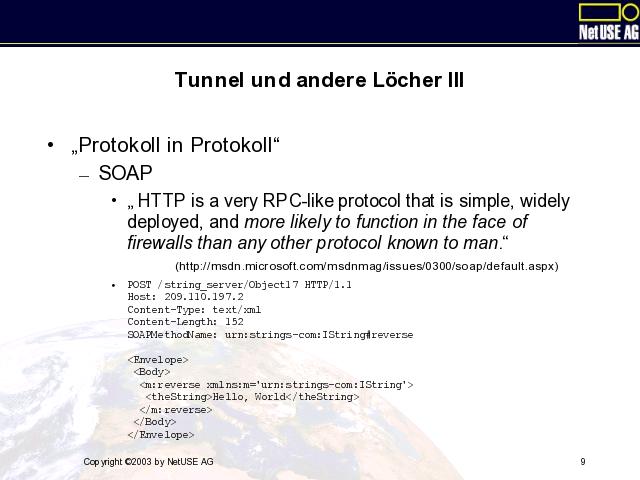 NetUSE AG
Tunnel und andere Löcher III
• „Protokoll in Protokoll“
– SOAP
• „ HTTP is a very RPC-like protocol that is simple, widely
deployed, and more likely to function in the face of
firewalls than any other protocol known to man.“
(http://msdn.microsoft.com/msdnmag/issues/0300/soap/default.aspx)
• POST /string_server/Object17 HTTP/1.1
Host: 209.110.197.2
Content-Type: text/xml
Content-Length: 152
SOAPMethodName: urn:strings-com:IString#reverse
<Envelope>
<Body>
<m:reverse xmlns:m='urn:strings-com:IString'>
<theString>Hello, World</theString>
</m:reverse>
</Body>
</Envelope>
Copyright ©2003 by NetUSE AG
9